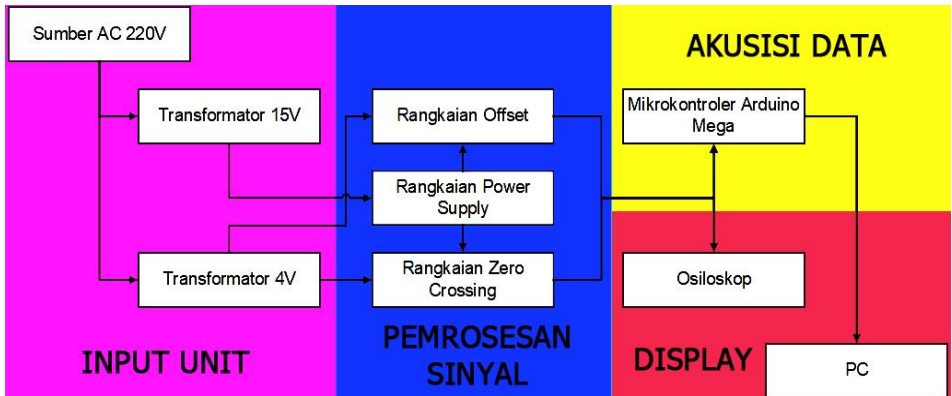 Sumber AC 220V
Transformator 15V
Transformator 4V
INPUT UNIT
Rangkaian Offset
Rangkaian Power
Supply
Rangkaian Zero
Crossing
PEMROSESAN
SINYAL
AKUSISI DATA
Mikrokontroler Arduino
Mega
Osiloskop
DISPLAY
PC